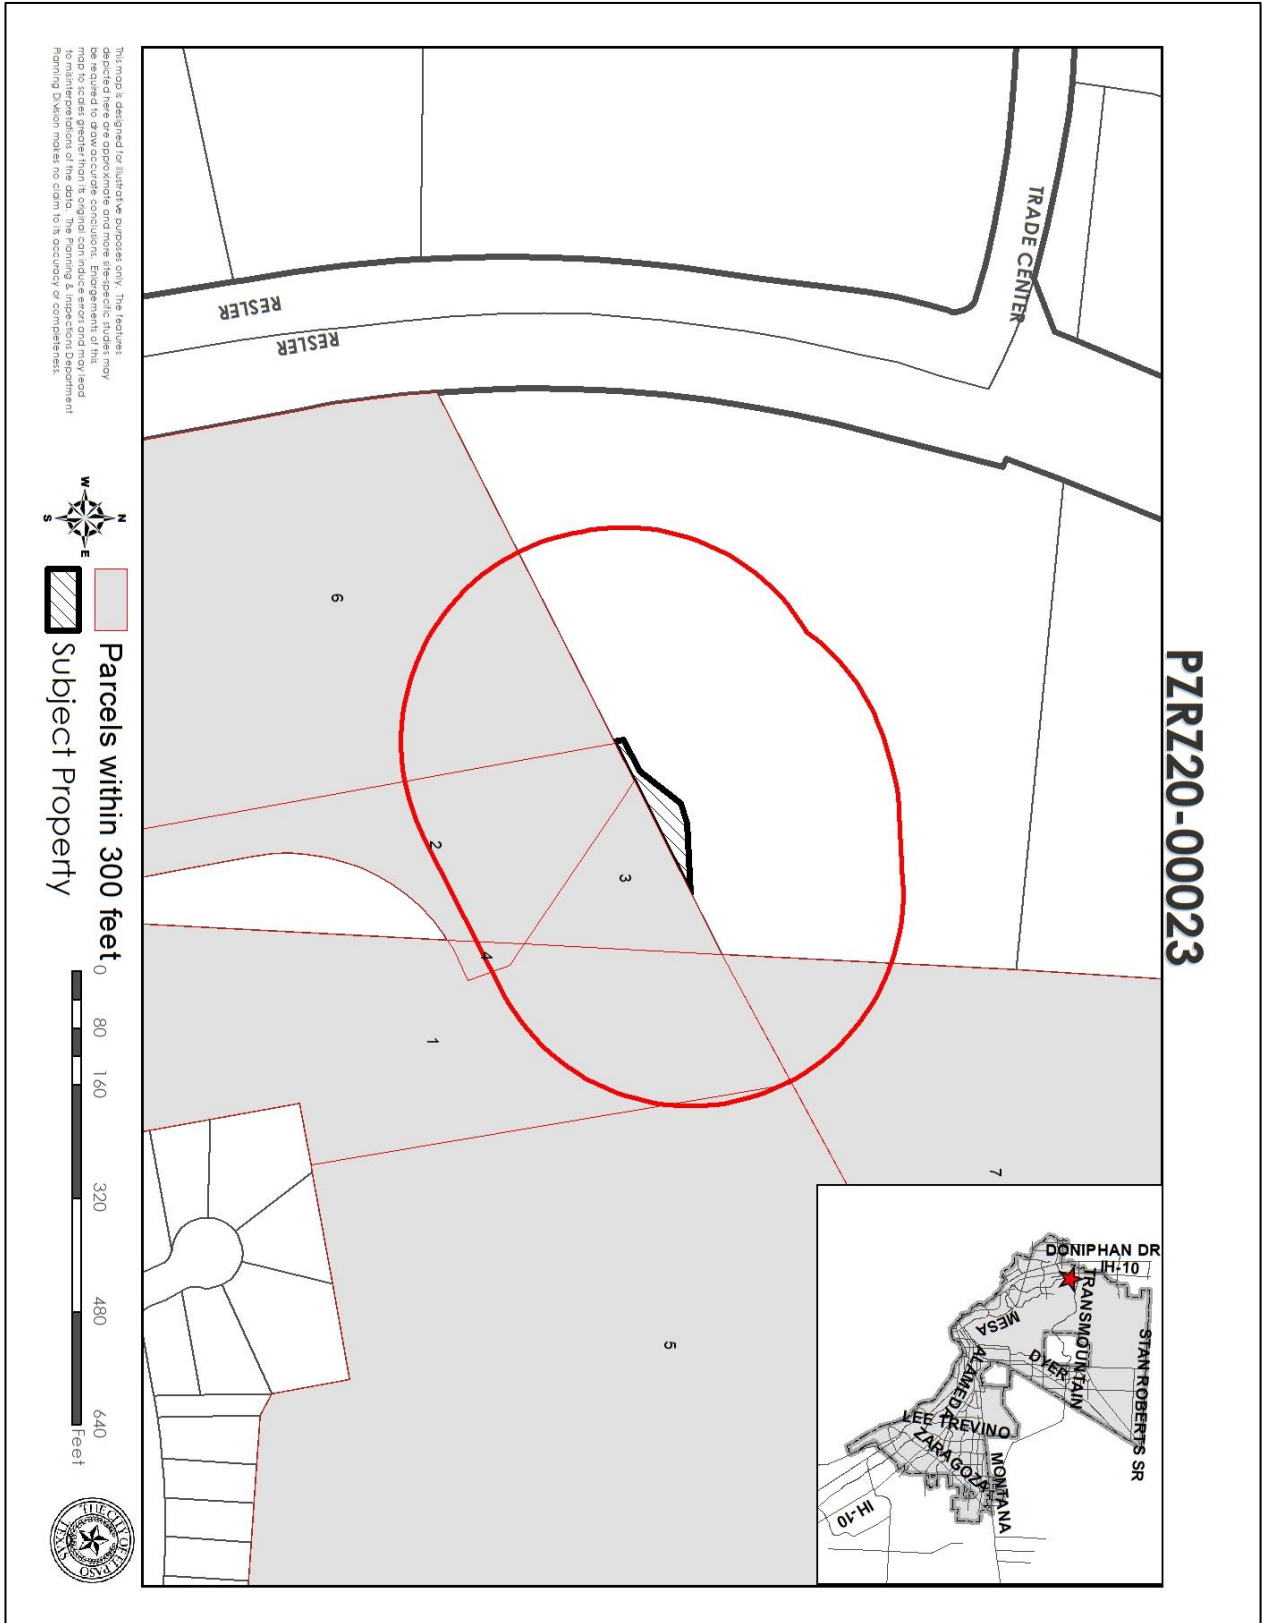 PZRZ20-00023
TRADE CENTER
RESLER
RESLER
6
2
3
4
1
7
5
DONIPHAN DR
IH-10
TRANSMOUNTAIN
STAN ROBERTS SR
MESA
DYER
ALAMEDA
LEE TREVINO
ZARAGOZA
MONTANA
IH-10
This map is designed for illustrative purposes only. The features
depicted here are approximate and more site-specific studies may
be required to draw accurate conclusions. Enlargements of this
map to scales greater than its original can induce errors and may lead
to misinterpretations of the data. The Planning & Inspections Department
Planning Division makes no claim to its accuracy or completeness.
N
W
E
S
Parcels within 300 feet
Subject Property
0 80 160 320 480 640
Feet
THE CITY OF EL PASO
TEXAS